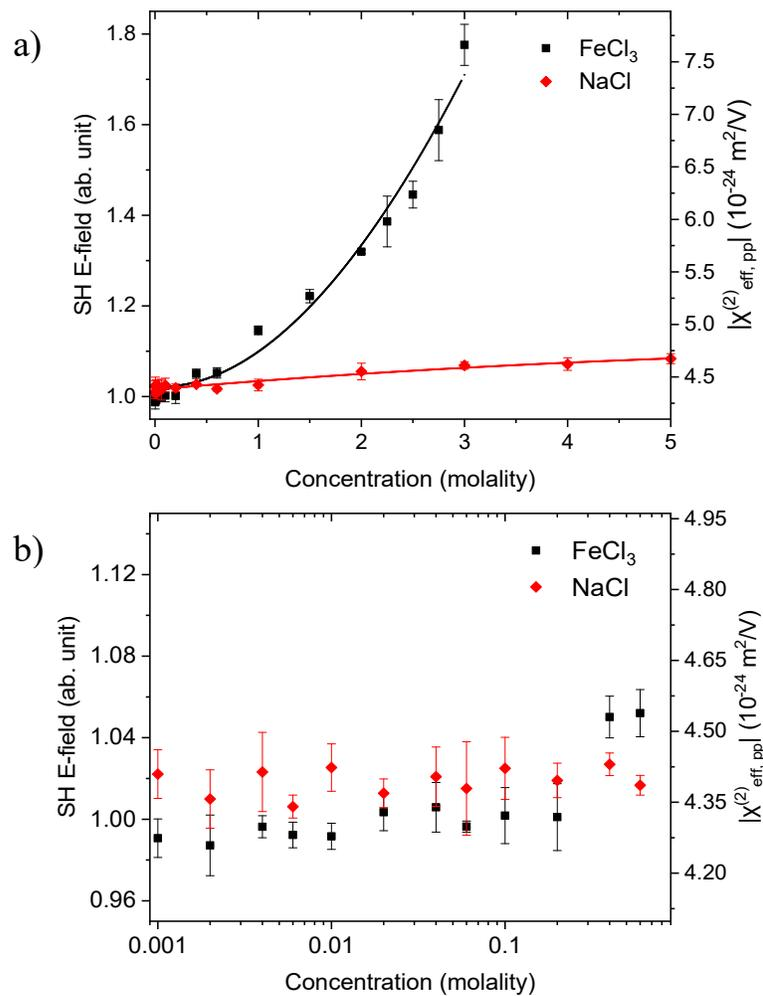 a)
FeCl3
NaCl
SH E-field (ab. unit)
1.8
1.6
1.4
1.2
1.0
7.5
7.0
6.5
6.0
5.5
5.0
4.5
|χ(2)eff, pp| (10-24 m2/V)
0 1 2 3 4 5
Concentration (molality)
b)
FeCl3
NaCl
SH E-field (ab. unit)
1.12
1.08
1.04
1.00
0.96
4.95
4.80
4.65
4.50
4.35
4.20
|χ(2)eff, pp| (10-24 m2/V)
0.001 0.01 0.1
Concentration (molality)